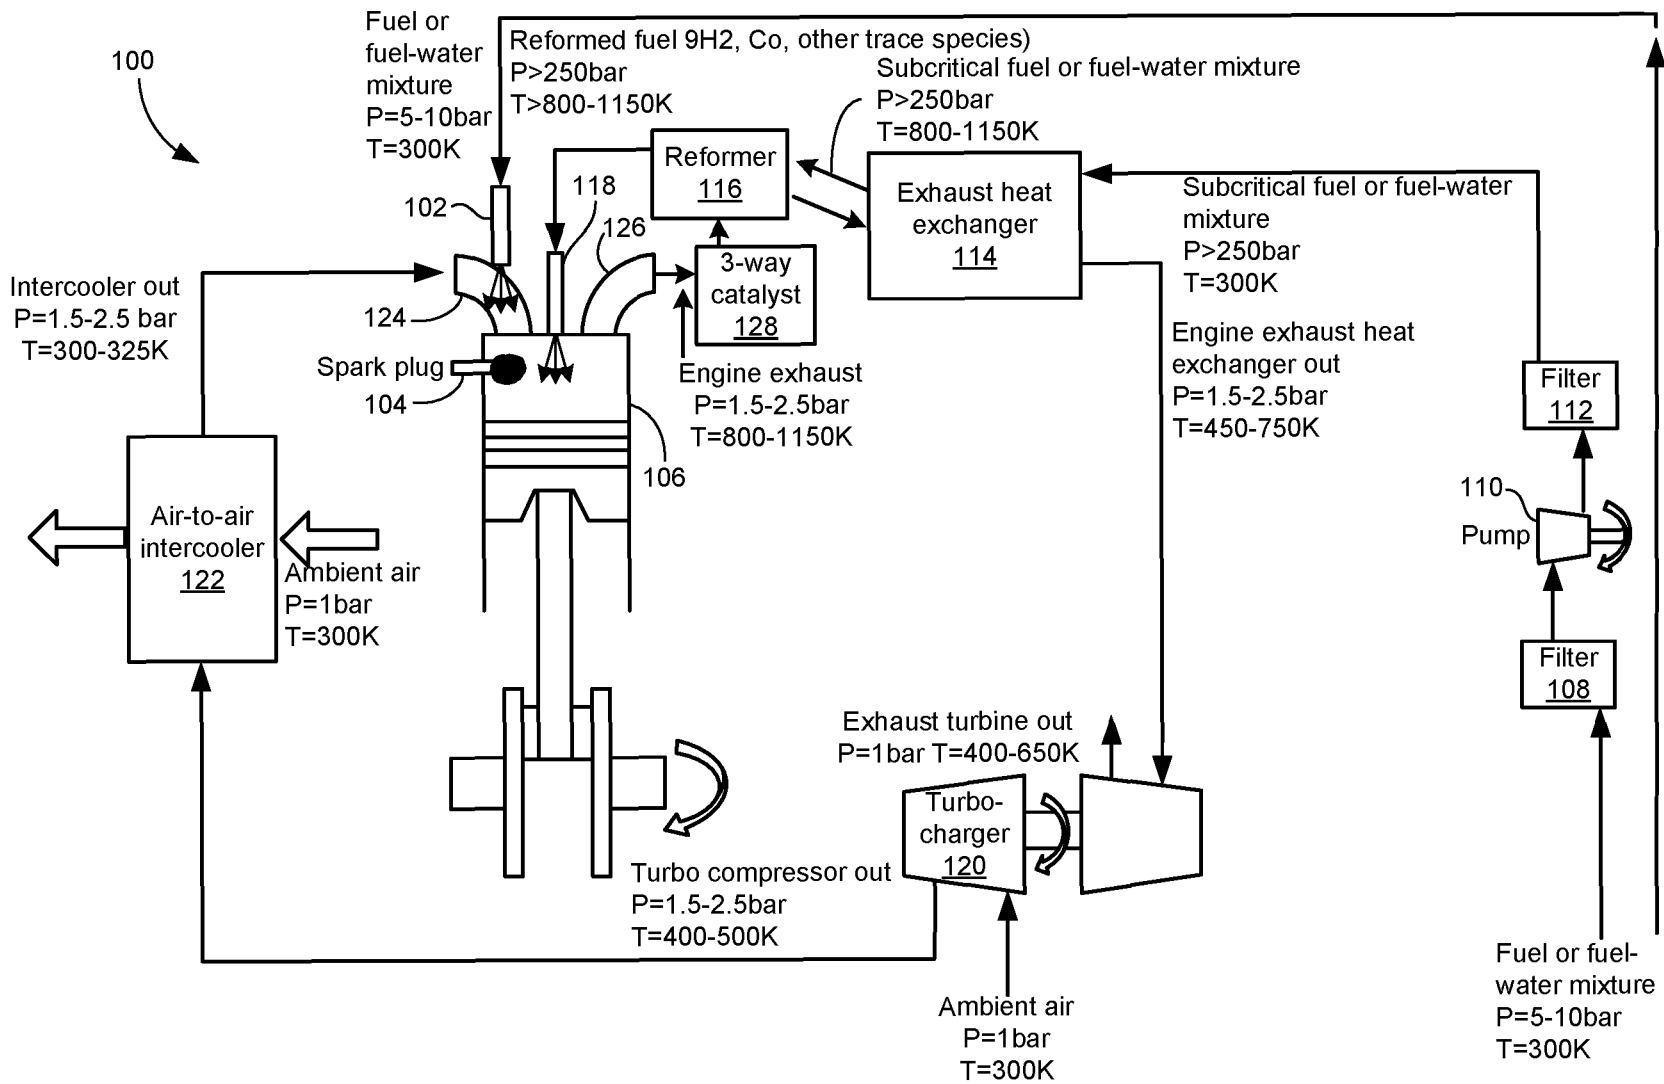 100
Fuel or
fuel-water
mixture
P=5-10bar
T=300K
Reformed fuel 9H2, Co, other trace species)
P>250bar
T>800-1150K
Subcritical fuel or fuel-water mixture
P>250bar
T=800-1150K
Reformer
116
118
102
126
Exhaust heat
exchanger
114
Subcritical fuel or fuel-water
mixture
P>250bar
T=300K
3-way
catalyst
128
Intercooler out
P=1.5-2.5 bar
T=300-325K
124
Spark plug
104
Engine exhaust
P=1.5-2.5bar
T=800-1150K
106
Engine exhaust heat
exchanger out
P=1.5-2.5bar
T=450-750K
Filter
112
110
Pump
Air-to-air
intercooler
122
Ambient air
P=1bar
T=300K
Filter
108
Exhaust turbine out
P=1bar T=400-650K
Turbo-
charger
120
Turbo compressor out
P=1.5-2.5bar
T=400-500K
Ambient air
P=1bar
T=300K
Fuel or fuel-
water mixture
P=5-10bar
T=300K